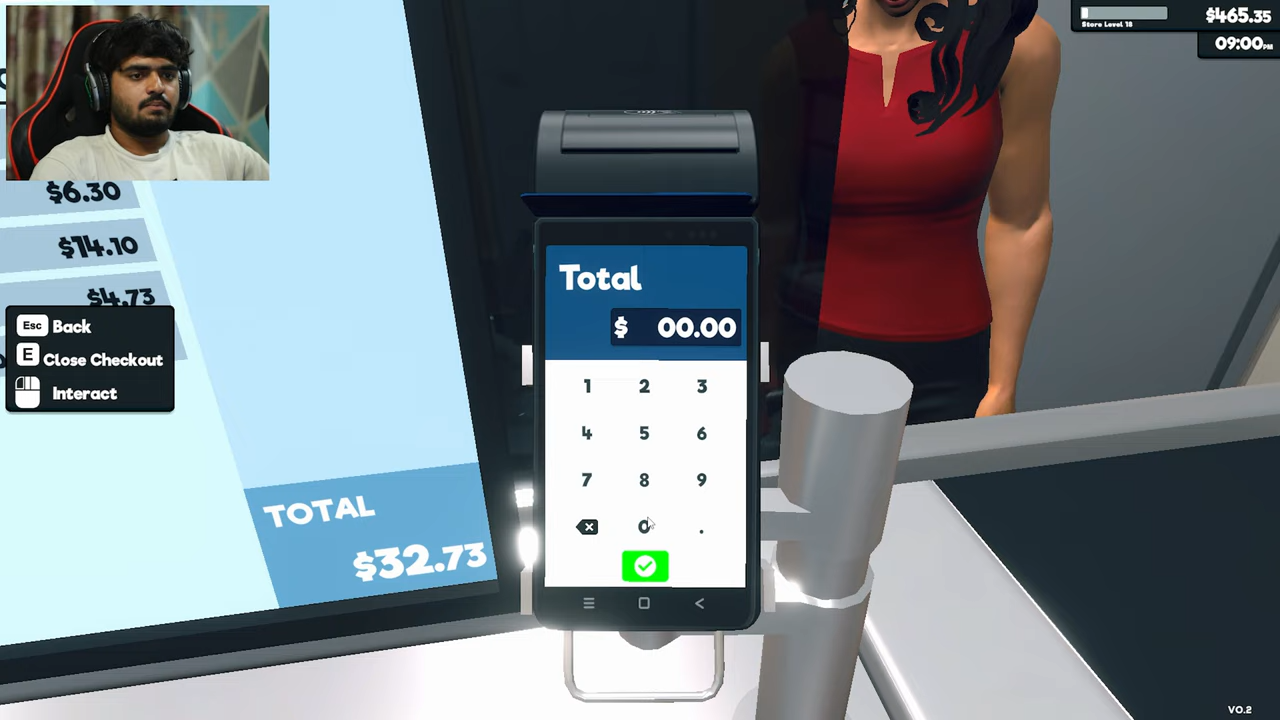 $465.35
Store Level 18
09:00PM
$6.30
$14.10
$4.73
Esc Back
E Close Checkout
Interact
Total
$ 00.00
1 2 3
4 5 6
7 8 9
0 .
TOTAL
$32.73
V0.2